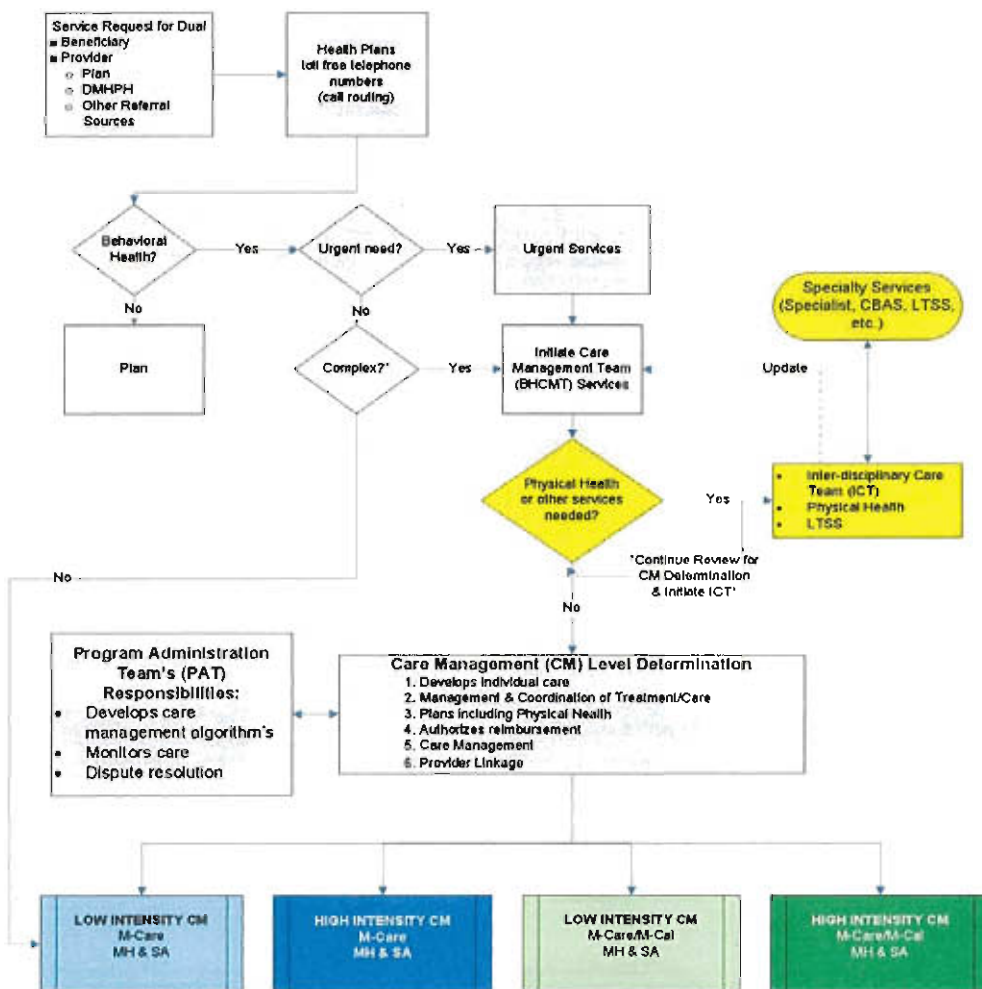 Service Request for Dual
▪ Beneficiary
▪ Provider
○ Plan
○ DMHPH
○ Other Referral
Sources
Health Plans
toll free telephone
numbers
(call routing)
Behavioral
Health?
Yes
Urgent need?
Yes
Urgent Services
No
No
Plan
Complex?*
Yes
Initiate Care
Management Team
(BHCMT) Services
Specialty Services
(Specialist, CBAS, LTSS,
etc.)
Update
Physical Health
or other services
needed?
Yes
• Inter-disciplinary Care
Team (ICT)
• Physical Health
• LTSS
"Continue Review for
CM Determination
& Initiate ICT"
No
No
Program Administration
Team's (PAT)
Responsibilities:
• Develops care
management algorithm's
• Monitors care
• Dispute resolution
Care Management (CM) Level Determination
1. Develops individual care
2. Management & Coordination of Treatment/Care
3. Plans including Physical Health
4. Authorizes reimbursement
5. Care Management
6. Provider Linkage
LOW INTENSITY CM
M-Care
MH & SA
HIGH INTENSITY CM
M-Care
MH & SA
LOW INTENSITY CM
M-Care/M-Cal
MH & SA
HIGH INTENSITY CM
M-Care/M-Cal
MH & SA